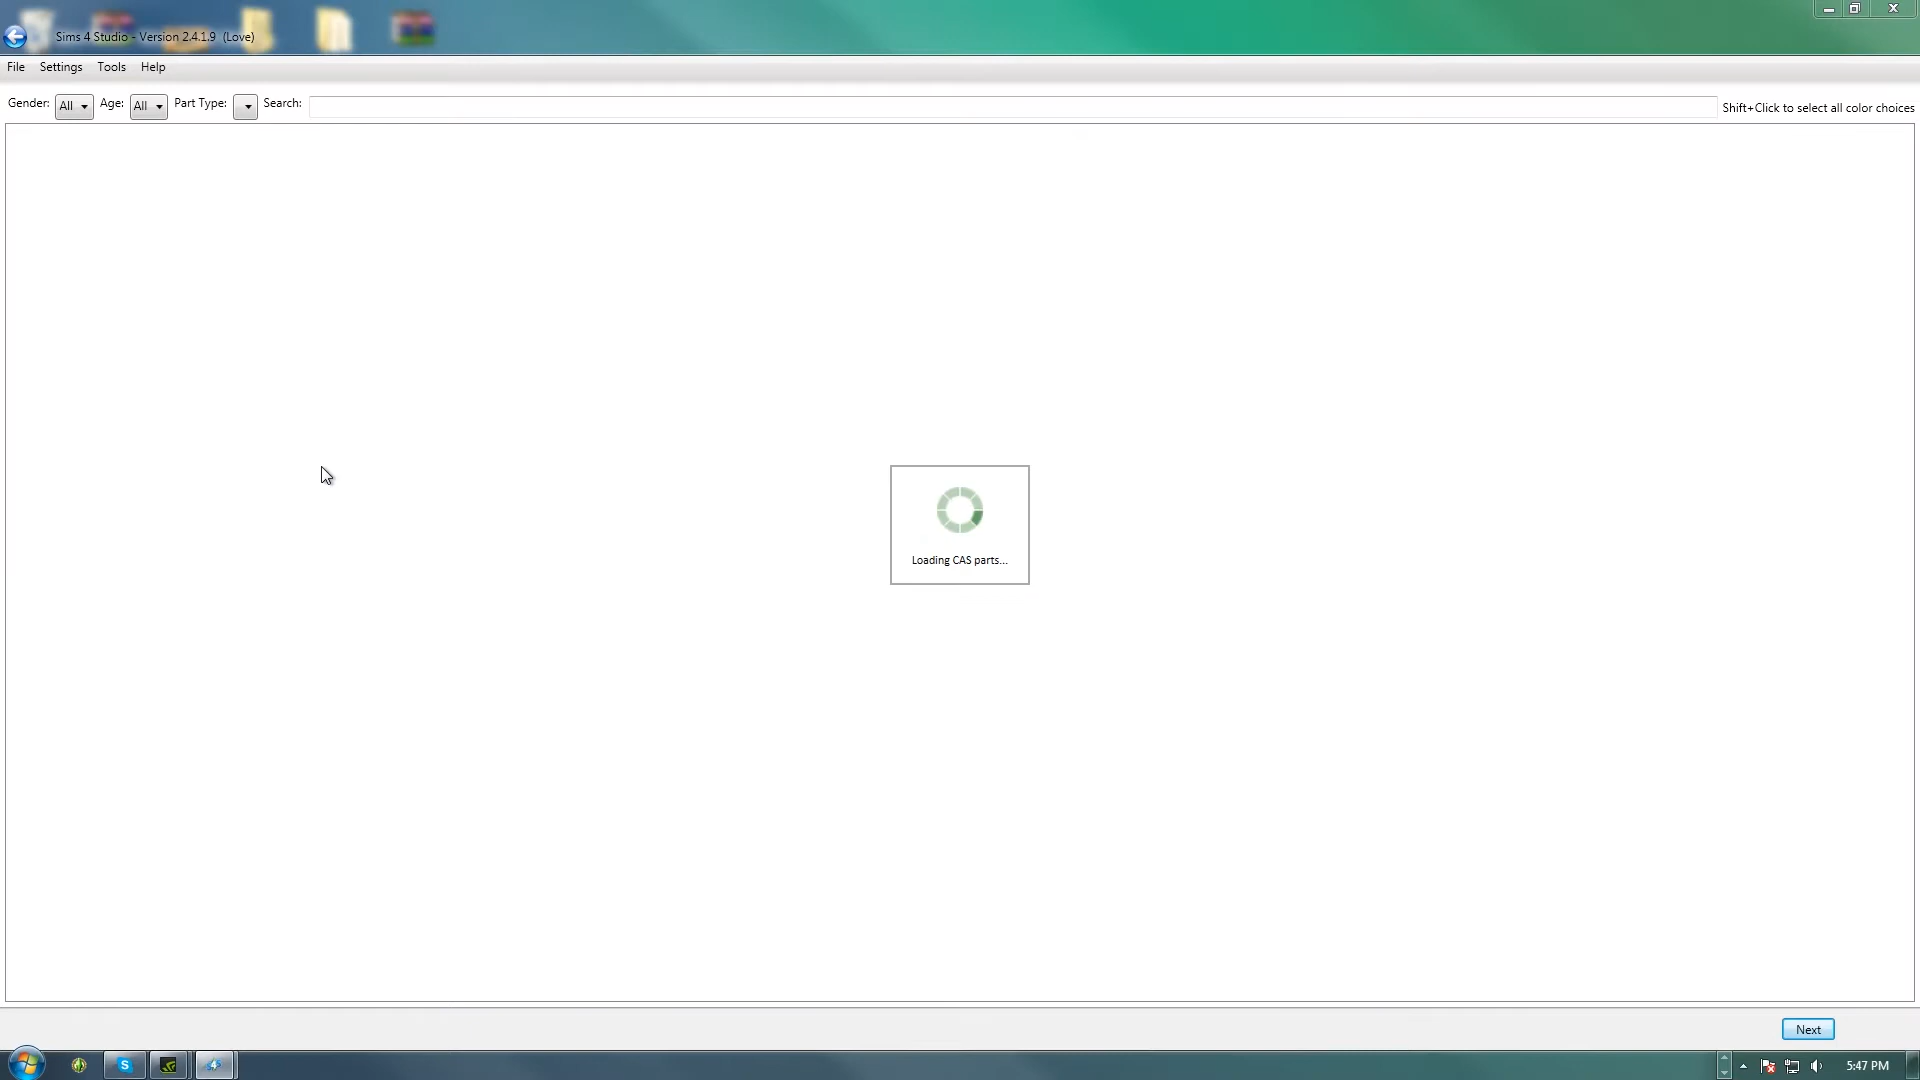 Sims 4 Studio - Version 2.4.1.9 (Love)
File Settings Tools Help
Gender: All Age: All Part Type: Search: Shift+Click to select all color choices
Loading CAS parts...
Next
5:47 PM